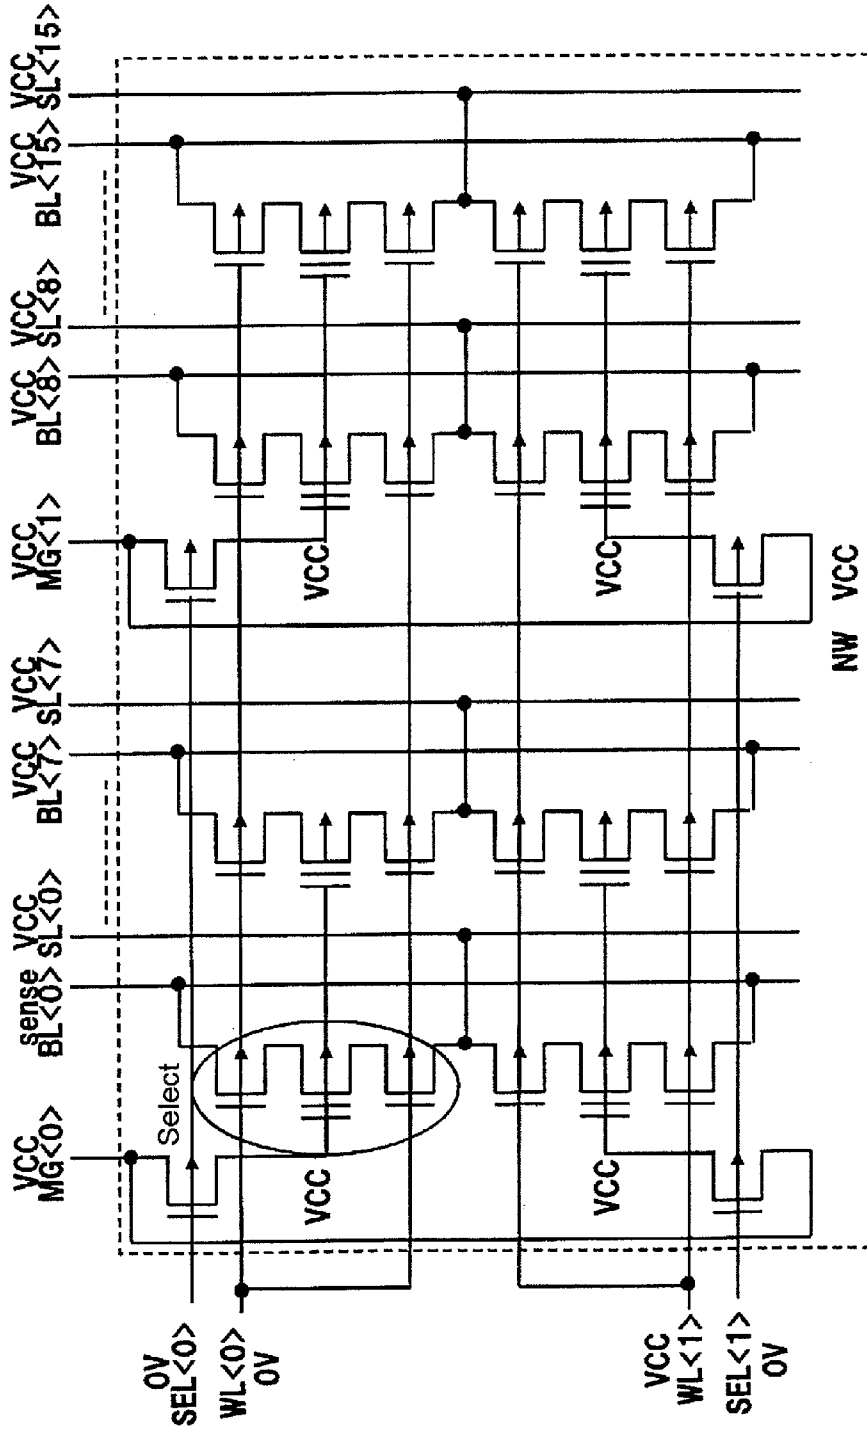 VCC
MG<0>
sense
BL<0>
VCC
SL<0>
VCC
BL<7>
VCC
SL<7>
VCC
MG<1>
VCC
BL<8>
VCC
SL<8>
VCC
BL<15>
VCC
SL<15>
Select
VCC
VCC
VCC
VCC
0V
SEL<0>
WL<0>
0V
VCC
WL<1>
SEL<1>
0V
NW VCC